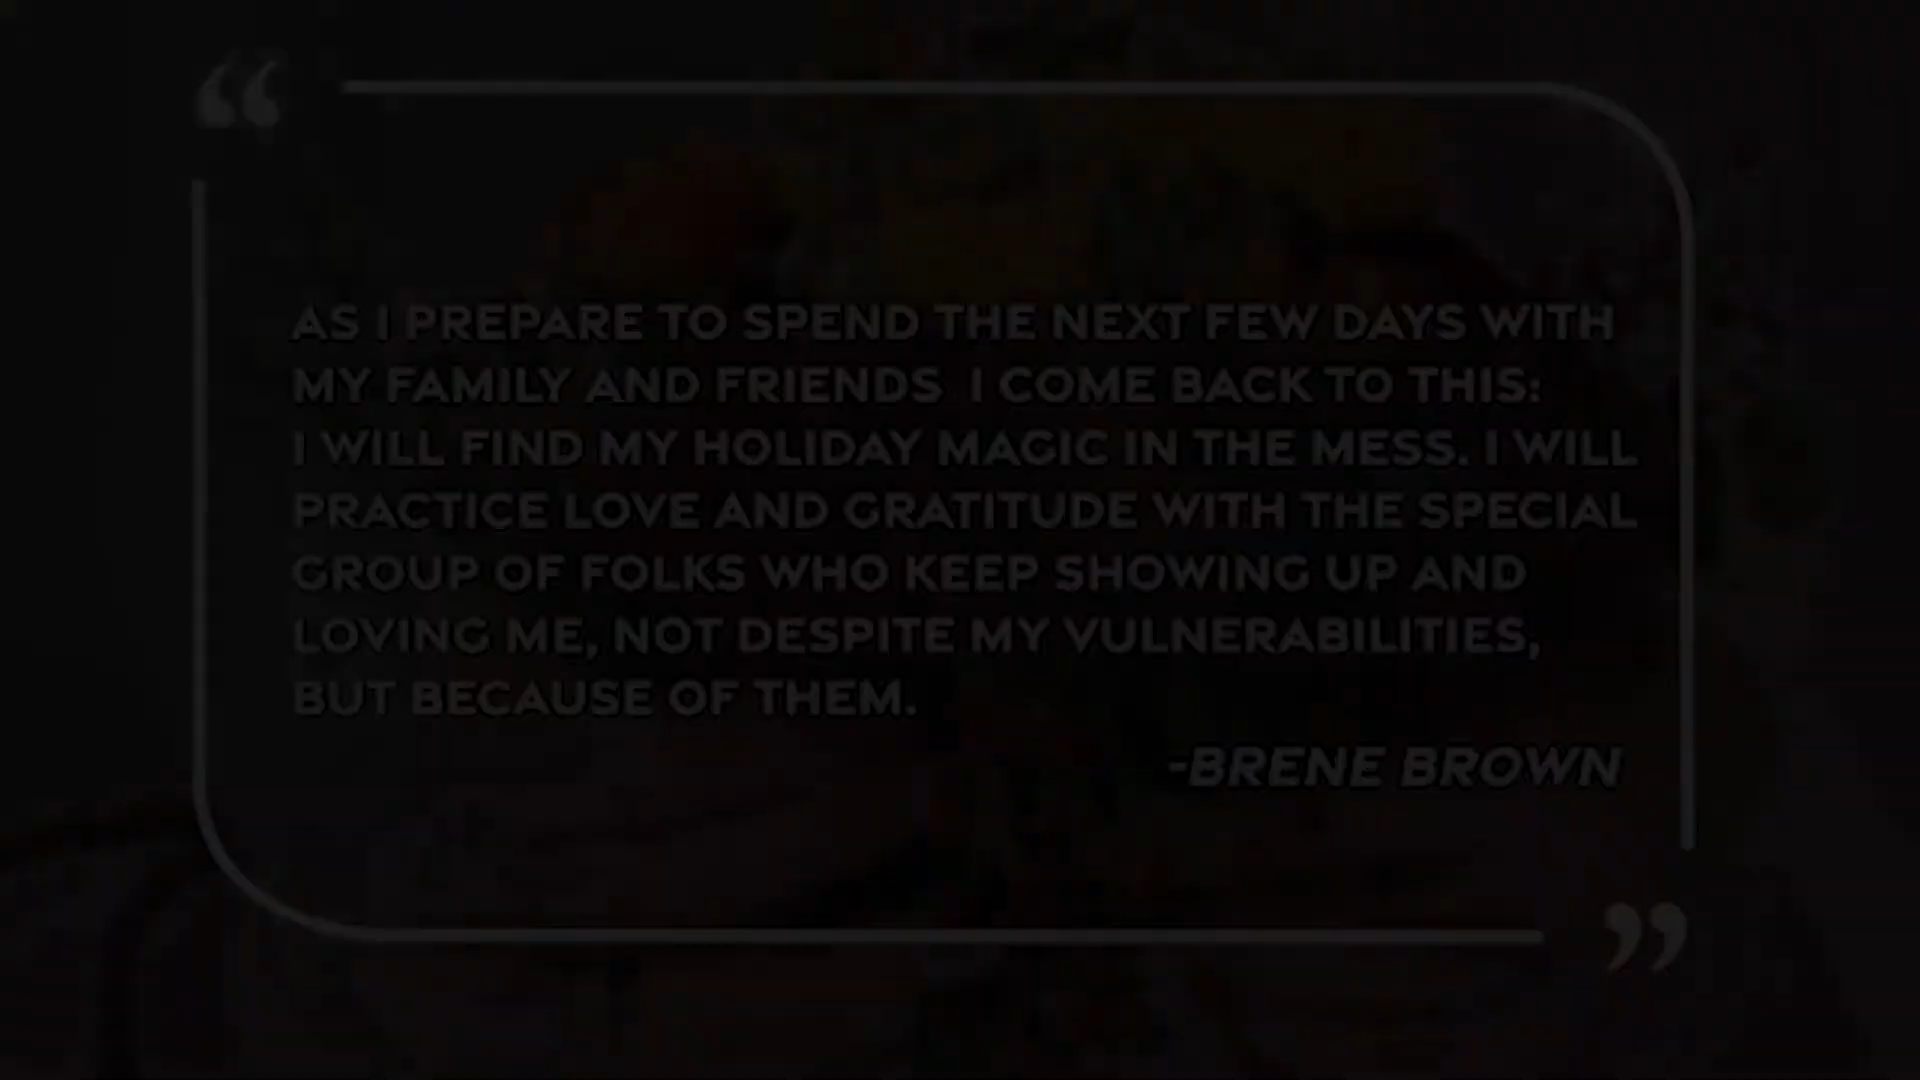 “
AS I PREPARE TO SPEND THE NEXT FEW DAYS WITH
MY FAMILY AND FRIENDS I COME BACK TO THIS:
I WILL FIND MY HOLIDAY MAGIC IN THE MESS. I WILL
PRACTICE LOVE AND GRATITUDE WITH THE SPECIAL
GROUP OF FOLKS WHO KEEP SHOWING UP AND
LOVING ME, NOT DESPITE MY VULNERABILITIES,
BUT BECAUSE OF THEM.
-BRENE BROWN
”